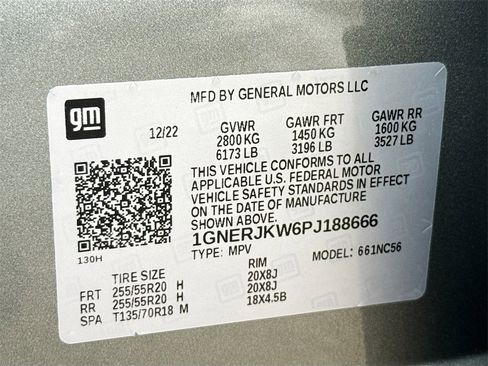 gm
MFD BY GENERAL MOTORS LLC
12/22 GVWR GAWR FRT GAWR RR
2800 KG 1450 KG 1600 KG
6173 LB 3196 LB 3527 LB
THIS VEHICLE CONFORMS TO ALL
APPLICABLE U.S. FEDERAL MOTOR
VEHICLE SAFETY STANDARDS IN EFFECT
ON THE DATE OF MANUFACTURE
SHOWN ABOVE.
1GNERJKW6PJ188666
130H
TYPE: MPV MODEL: 661NC56
TIRE SIZE RIM
FRT 255/55R20 H 20X8J
RR 255/55R20 H 20X8J
SPA T135/70R18 M 18X4.5B